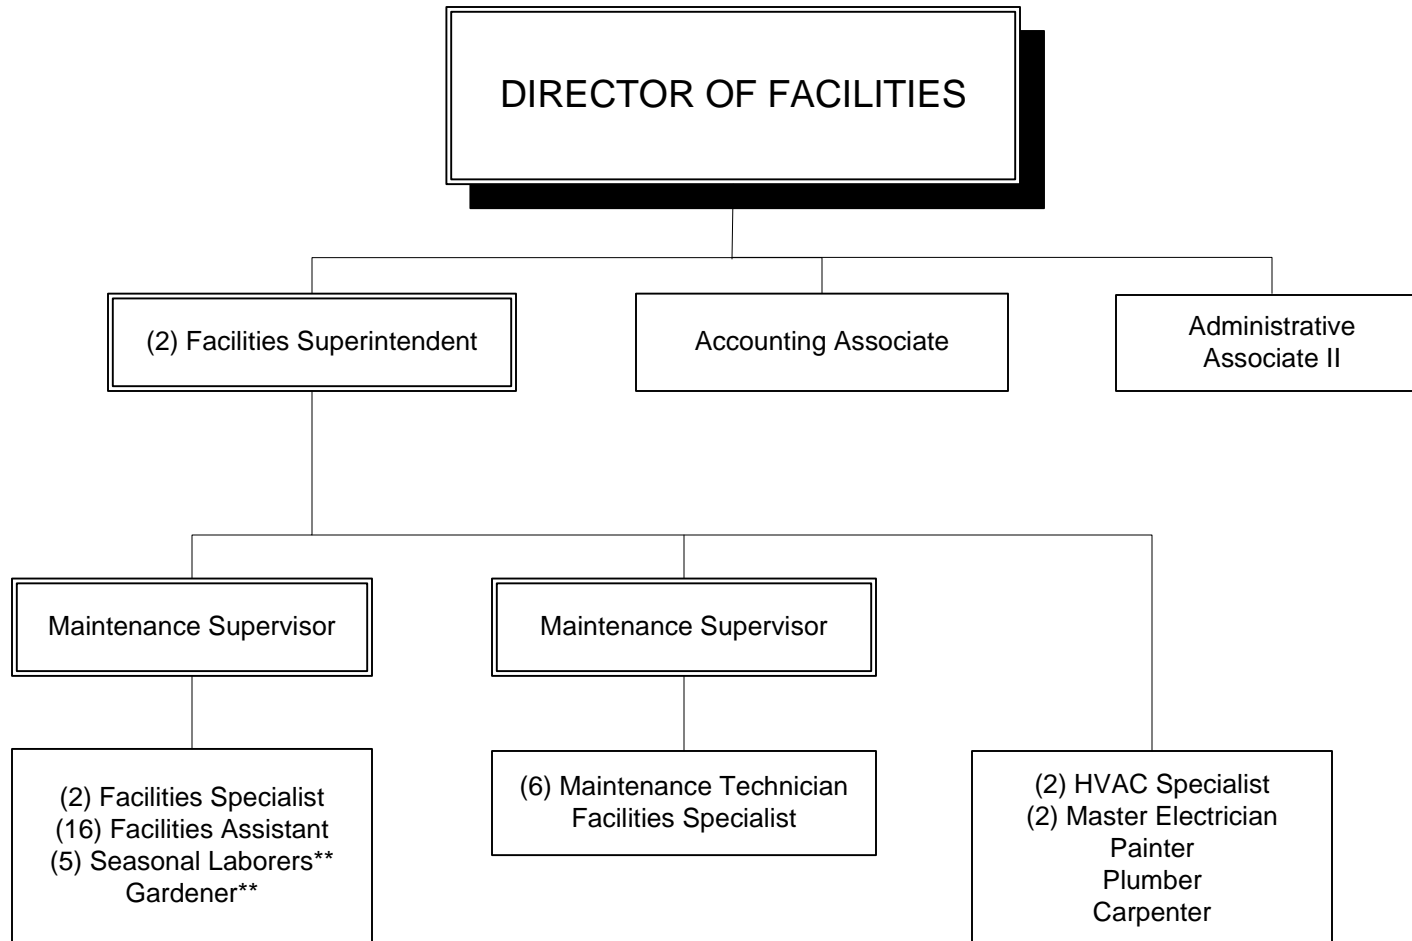 DIRECTOR OF FACILITIES
(2) Facilities Superintendent
Accounting Associate
Administrative
Associate II
Maintenance Supervisor
Maintenance Supervisor
(2) Facilities Specialist
(16) Facilities Assistant
(5) Seasonal Laborers**
Gardener**
(6) Maintenance Technician
Facilities Specialist
(2) HVAC Specialist
(2) Master Electrician
Painter
Plumber
Carpenter